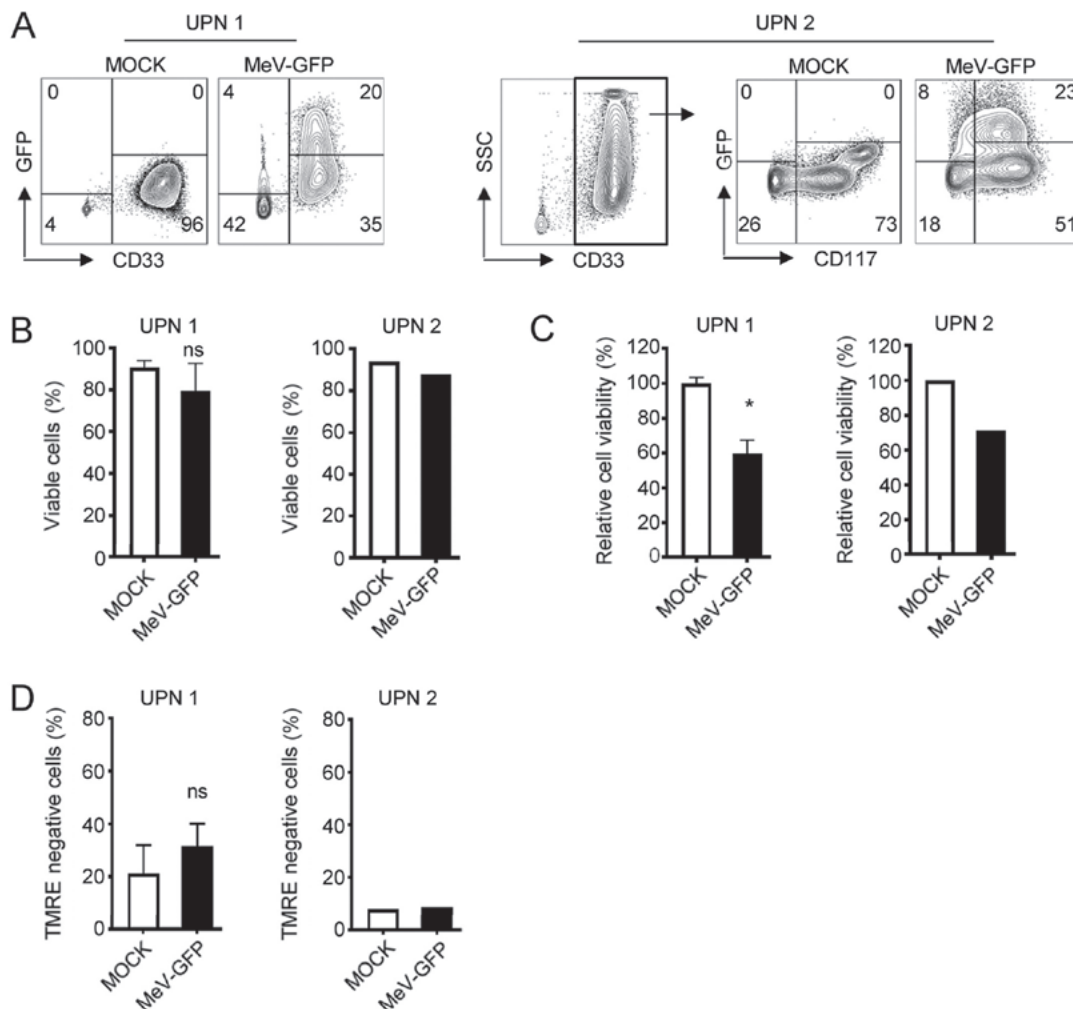 A
UPN 1
UPN 2
MOCK
MeV-GFP
MOCK
MeV-GFP
0
0
4
96
GFP
CD33
4
20
42
35
SSC
CD33
0
0
26
73
GFP
CD117
8
23
18
51
B
UPN 1
ns
Viable cells (%)
100
80
60
40
20
0
MOCK
MeV-GFP
UPN 2
Viable cells (%)
100
80
60
40
20
0
MOCK
MeV-GFP
C
UPN 1
*
Relative cell viability (%)
120
100
80
60
40
20
0
MOCK
MeV-GFP
UPN 2
Relative cell viability (%)
120
100
80
60
40
20
0
MOCK
MeV-GFP
D
UPN 1
ns
TMRE negative cells (%)
80
60
40
20
0
MOCK
MeV-GFP
UPN 2
TMRE negative cells (%)
80
60
40
20
0
MOCK
MeV-GFP